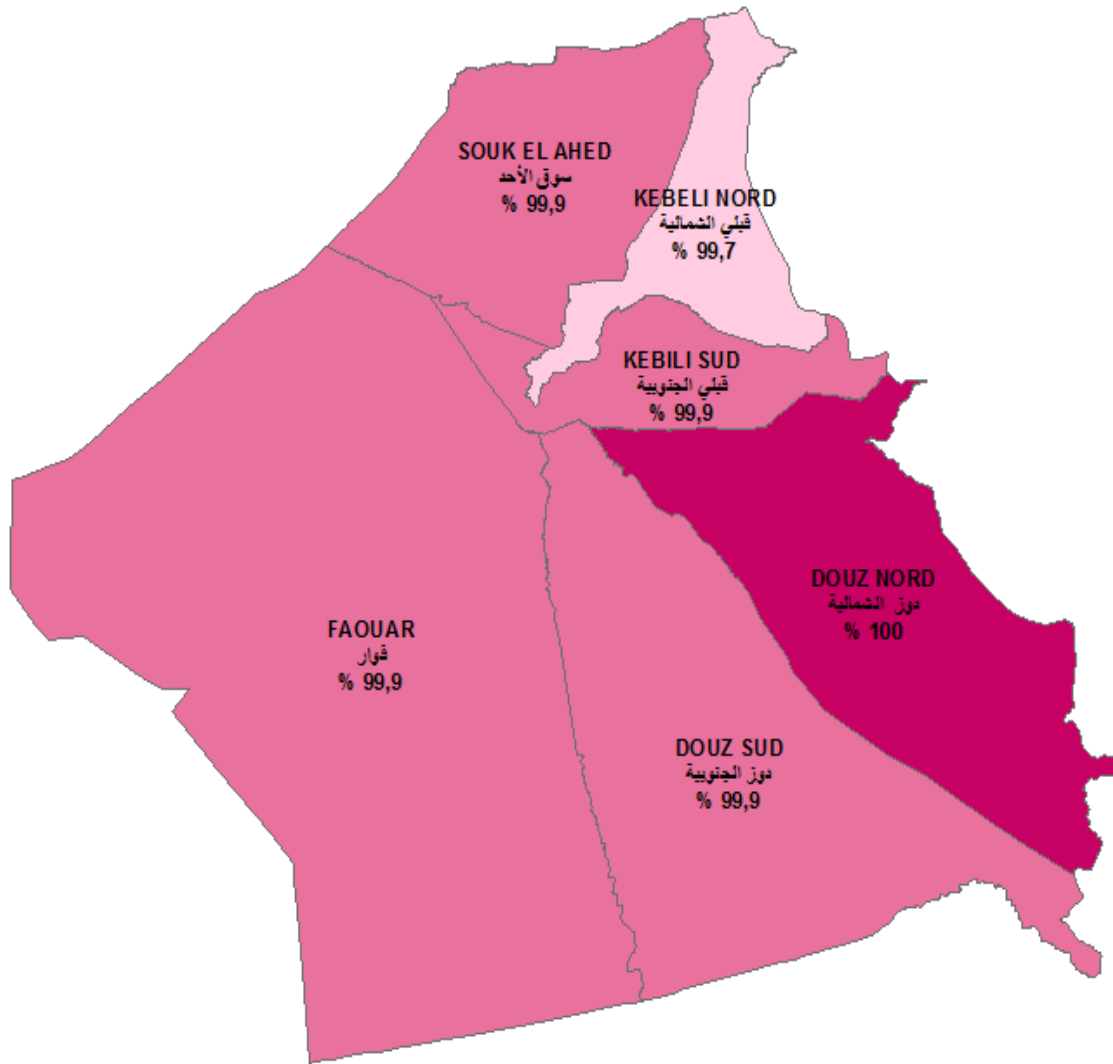 SOUK EL AHED
سوق الأحد
% 99,9
KEBELI NORD
قبلي الشمالية
% 99,7
KEBILI SUD
قبلي الجنوبية
% 99,9
DOUZ NORD
دوز الشمالية
% 100
FAOUAR
فوار
% 99,9
DOUZ SUD
دوز الجنوبية
% 99,9